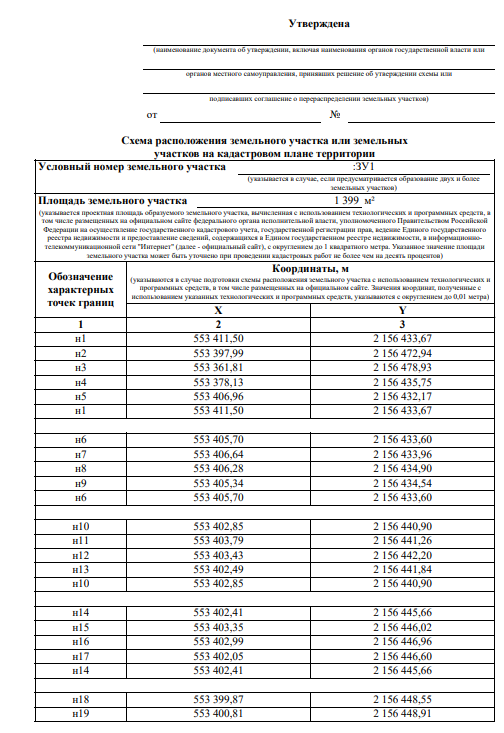 Утверждена
(наименование документа об утверждении, включая наименования органов государственной власти или
органов местного самоуправления, принявших решение об утверждении схемы или
подписавших соглашение о перераспределении земельных участков)
от №
Схема расположения земельного участка или земельных
участков на кадастровом плане территории
Условный номер земельного участка :ЗУ1
(указывается в случае, если предусматривается образование двух и более
земельных участков)
Площадь земельного участка 1 399 м²
(указывается проектная площадь образуемого земельного участка, вычисленная с использованием технологических и программных средств, в
том числе размещенных на официальном сайте федерального органа исполнительной власти, уполномоченного Правительством Российской
Федерации на осуществление государственного кадастрового учета, государственной регистрации прав, ведение Единого государственного
реестра недвижимости и предоставление сведений, содержащихся в Едином государственном реестре недвижимости, в информационно-
телекоммуникационной сети "Интернет" (далее - официальный сайт), с округлением до 1 квадратного метра. Указанное значение площади
земельного участка может быть уточнено при проведении кадастровых работ не более чем на десять процентов)
Обозначение
характерных
точек границ
Координаты, м
(указываются в случае подготовки схемы расположения земельного участка с использованием технологических и
программных средств, в том числе размещенных на официальном сайте. Значения координат, полученные с
использованием указанных технологических и программных средств, указываются с округлением до 0,01 метра)
X Y
1 2 3
н1 553 411,50 2 156 433,67
н2 553 397,99 2 156 472,94
н3 553 361,81 2 156 478,93
н4 553 378,13 2 156 435,75
н5 553 406,96 2 156 432,17
н1 553 411,50 2 156 433,67
н6 553 405,70 2 156 433,60
н7 553 406,64 2 156 433,96
н8 553 406,28 2 156 434,90
н9 553 405,34 2 156 434,54
н6 553 405,70 2 156 433,60
н10 553 402,85 2 156 440,90
н11 553 403,79 2 156 441,26
н12 553 403,43 2 156 442,20
н13 553 402,49 2 156 441,84
н10 553 402,85 2 156 440,90
н14 553 402,41 2 156 445,66
н15 553 403,35 2 156 446,02
н16 553 402,99 2 156 446,96
н17 553 402,05 2 156 446,60
н14 553 402,41 2 156 445,66
н18 553 399,87 2 156 448,55
н19 553 400,81 2 156 448,91